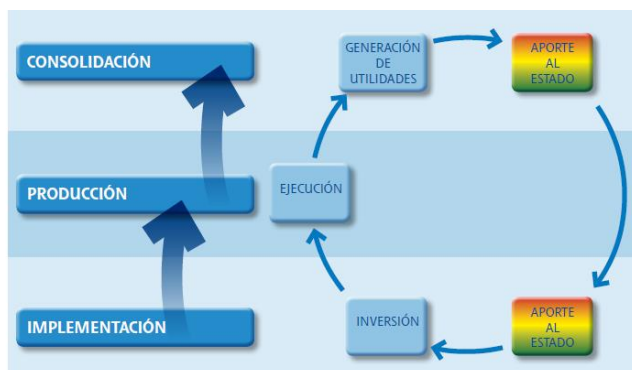 CONSOLIDACIÓN
GENERACIÓN
DE
UTILIDADES
APORTE
AL
ESTADO
PRODUCCIÓN
EJECUCIÓN
IMPLEMENTACIÓN
INVERSIÓN
APORTE
AL
ESTADO